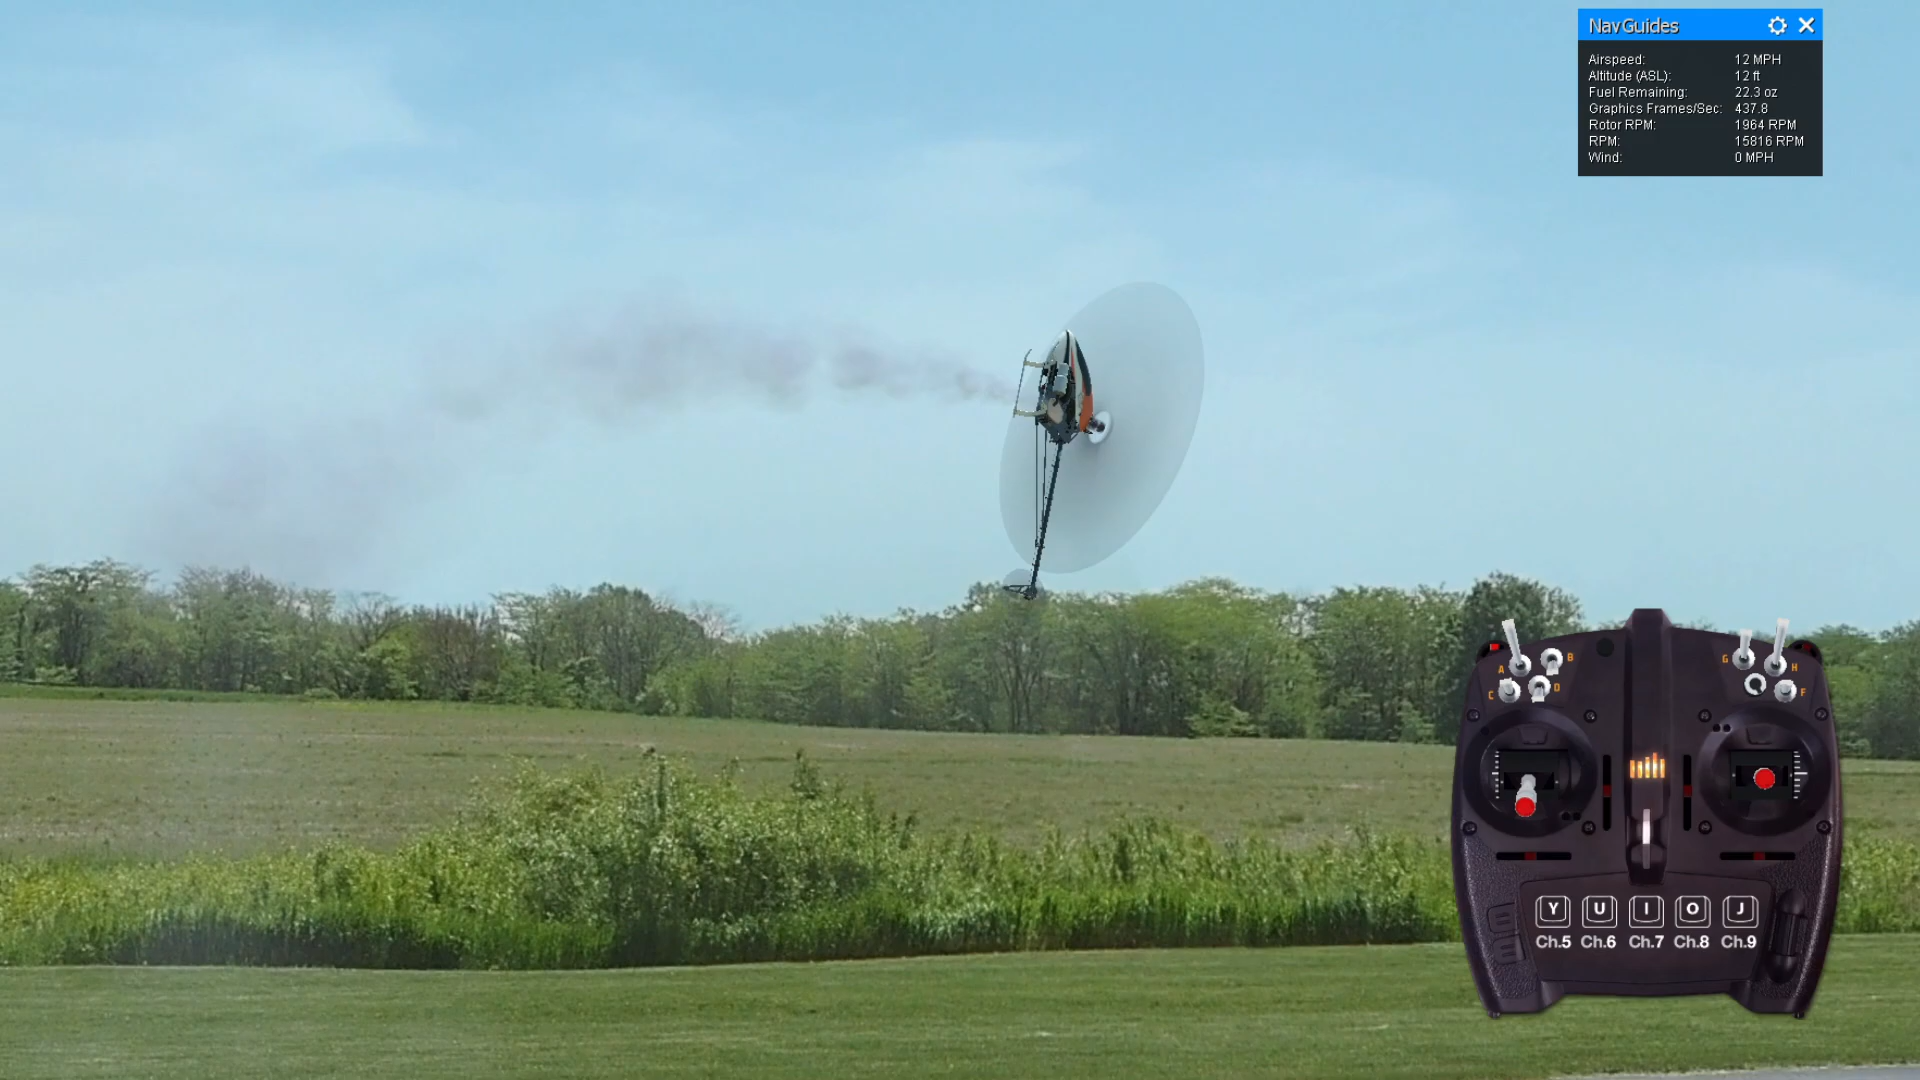 NavGuides
Airspeed: 12 MPH
Altitude (ASL): 12 ft
Fuel Remaining: 22.3 oz
Graphics Frames/Sec: 437.8
Rotor RPM: 1964 RPM
RPM: 15816 RPM
Wind: 0 MPH
A B G H
C D F
Y U I O J
Ch.5 Ch.6 Ch.7 Ch.8 Ch.9